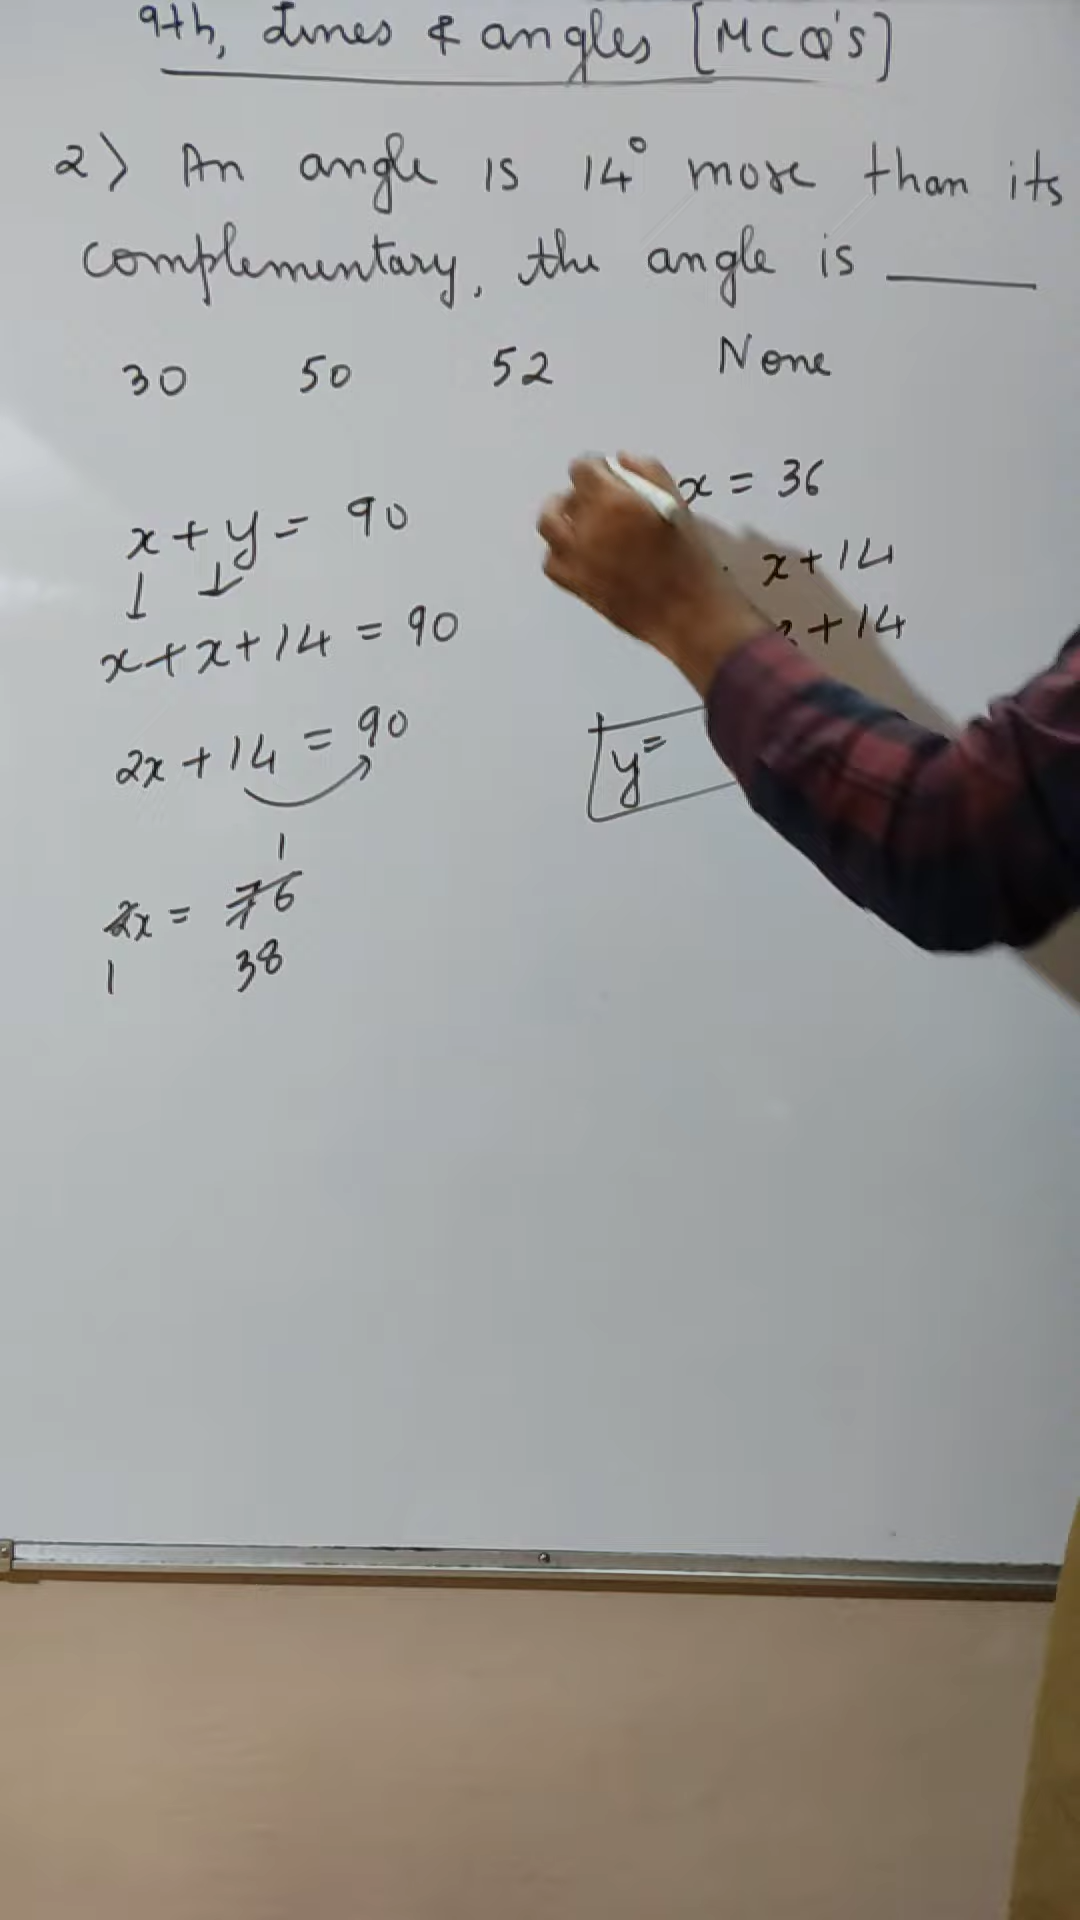 9th, Lines & angles [MCQ'S]
2) An angle is 14° more than its
complementary, the angle is ____
30 50 52 None
x + y = 90
x + x + 14 = 90
2x + 14 = 90
1
2x = 76
1 38
x = 36
x + 14
+ 14
y =